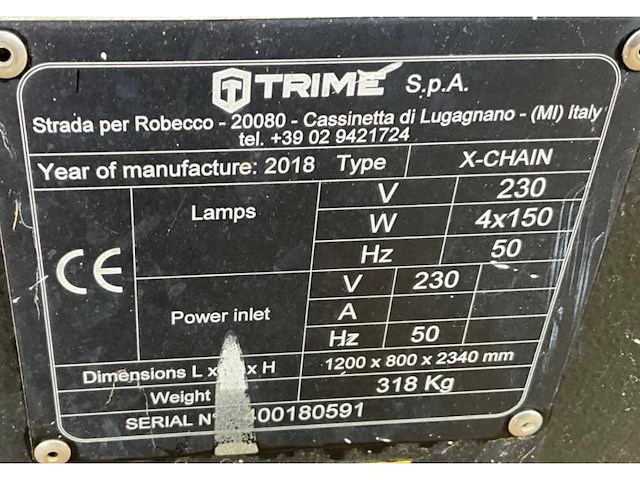 TRIME S.p.A.
Strada per Robecco - 20080 - Cassinetta di Lugagnano - (MI) italy
tel. +39 02 9421724
Year of manufacture: 2018 Type X-CHAIN
CE
Lamps
V 230
W 4x150
Hz 50
Power inlet
V 230
A
Hz 50
Dimensions L x x H 1200 x 800 x 2340 mm
Weight 318 Kg
SERIAL N° 400180591